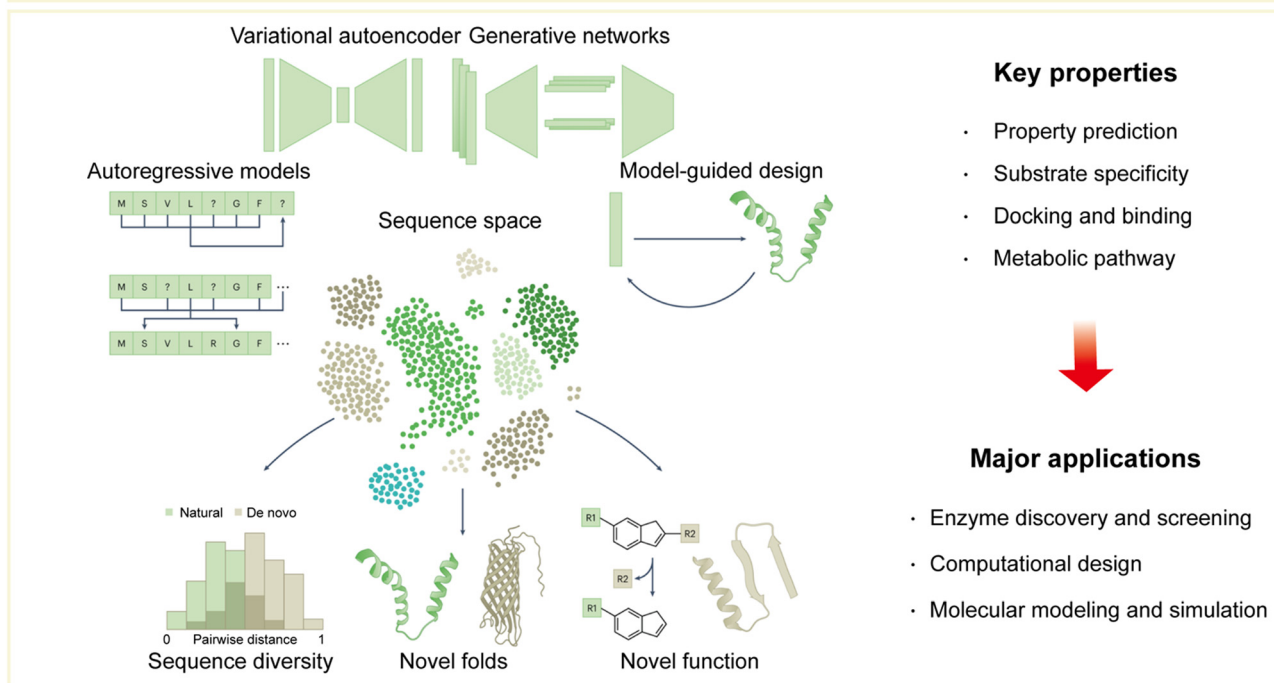 Variational autoencoder Generative networks
Autoregressive models
M S V L ? G F ?
M S ? L ? G F ...
M S V L R G F ...
Model-guided design
Sequence space
Natural De novo
0 Pairwise distance 1
Sequence diversity
Novel folds
R1
R2
R2
R1
Novel function
Key properties
· Property prediction
· Substrate specificity
· Docking and binding
· Metabolic pathway
Major applications
· Enzyme discovery and screening
· Computational design
· Molecular modeling and simulation